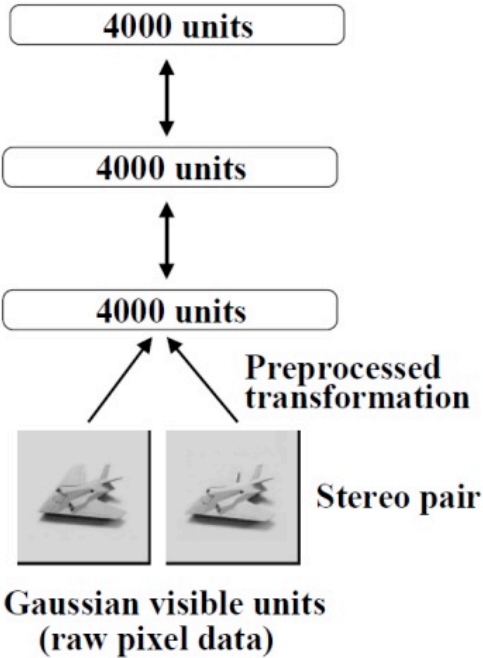 4000 units
4000 units
4000 units
Preprocessed
transformation
Stereo pair
Gaussian visible units
(raw pixel data)